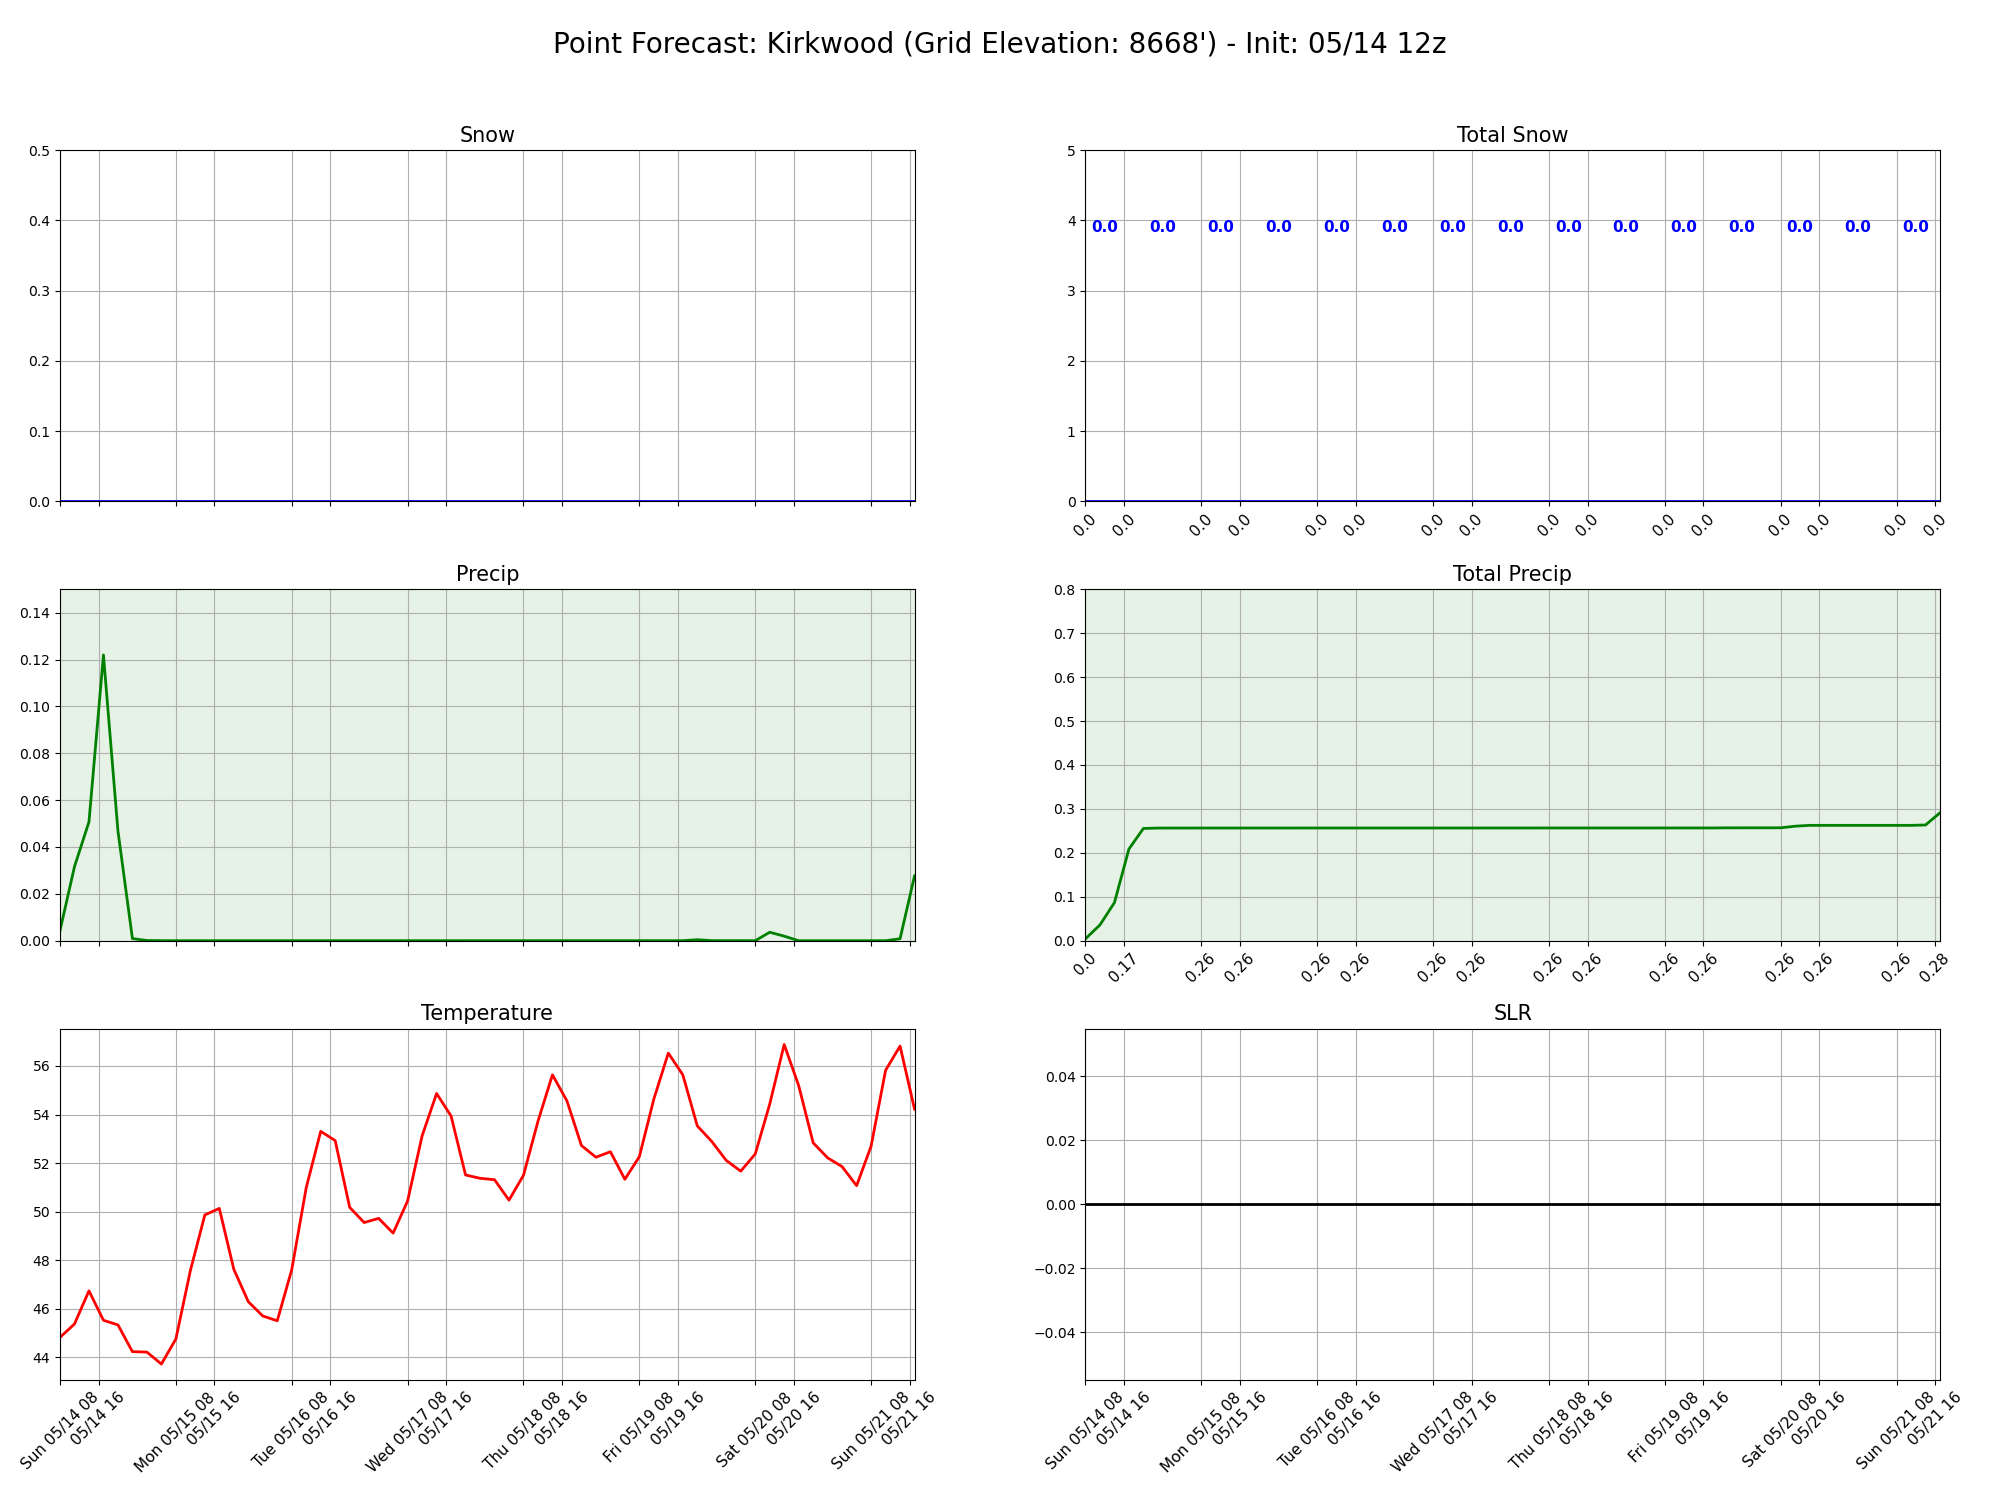 Point Forecast: Kirkwood (Grid Elevation: 8668') - Init: 05/14 12z
Snow
0.5
0.4
0.3
0.2
0.1
0.0
Total Snow
5
4
3
2
1
0
0.0 0.0 0.0 0.0 0.0 0.0 0.0 0.0 0.0 0.0 0.0 0.0 0.0 0.0 0.0
0.0 0.0 0.0 0.0 0.0 0.0 0.0 0.0 0.0 0.0 0.0 0.0 0.0 0.0 0.0 0.0
Precip
0.14
0.12
0.10
0.08
0.06
0.04
0.02
0.00
Total Precip
0.8
0.7
0.6
0.5
0.4
0.3
0.2
0.1
0.0
0.0 0.17 0.26 0.26 0.26 0.26 0.26 0.26 0.26 0.26 0.26 0.26 0.26 0.26 0.26 0.28
Temperature
56
54
52
50
48
46
44
Sun 05/14 08
05/14 16
Mon 05/15 08
05/15 16
Tue 05/16 08
05/16 16
Wed 05/17 08
05/17 16
Thu 05/18 08
05/18 16
Fri 05/19 08
05/19 16
Sat 05/20 08
05/20 16
Sun 05/21 08
05/21 16
SLR
0.04
0.02
0.00
−0.02
−0.04
Sun 05/14 08
05/14 16
Mon 05/15 08
05/15 16
Tue 05/16 08
05/16 16
Wed 05/17 08
05/17 16
Thu 05/18 08
05/18 16
Fri 05/19 08
05/19 16
Sat 05/20 08
05/20 16
Sun 05/21 08
05/21 16